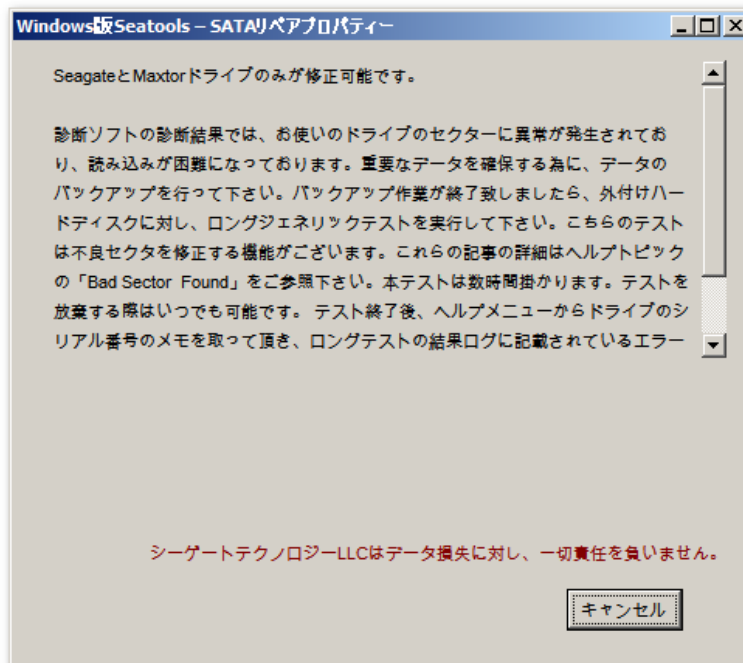 Windows版Seatools – SATAリペアプロパティー
SeagateとMaxtorドライブのみが修正可能です。
診断ソフトの診断結果では、お使いのドライブのセクターに異常が発生されてお
り、読み込みが困難になっております。重要なデータを確保する為に、データの
バックアップを行って下さい。バックアップ作業が終了致しましたら、外付けハー
ドディスクに対し、ロングジェネリックテストを実行して下さい。こちらのテスト
は不良セクタを修正する機能がございます。これらの記事の詳細はヘルプトピック
の「Bad Sector Found」をご参照下さい。本テストは数時間掛かります。テストを
放棄する際はいつでも可能です。 テスト終了後、ヘルプメニューからドライブのシ
リアル番号のメモを取って頂き、ロングテストの結果ログに記載されているエラー
シーゲートテクノロジーLLCはデータ損失に対し、一切責任を負いません。
キャンセル